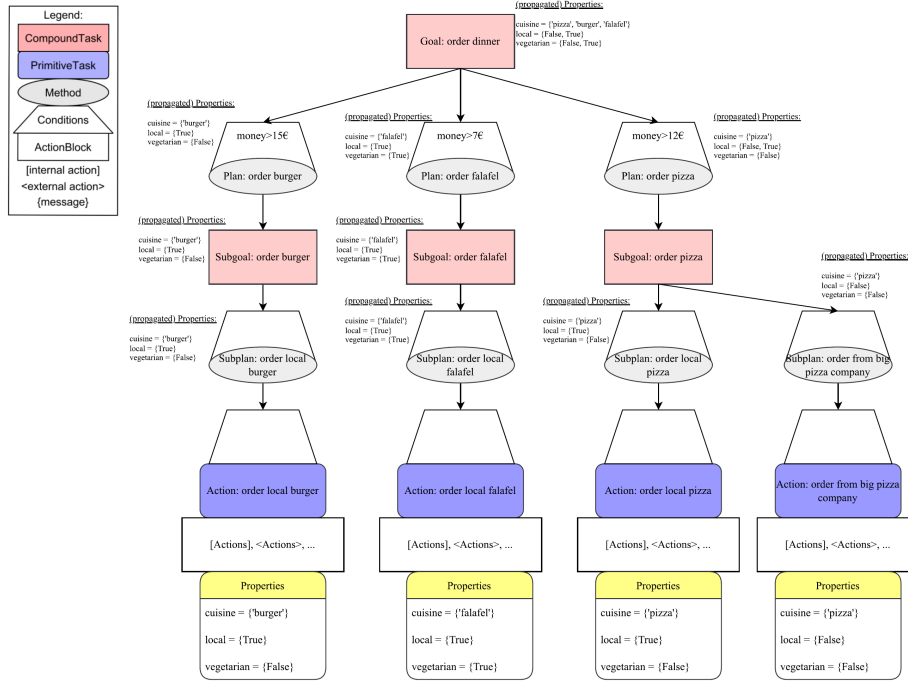 Legend:
CompoundTask
PrimitiveTask
Method
Conditions
ActionBlock
[internal action]
<external action>
{message}
(propagated) Properties:
cuisine = {'pizza', 'burger', 'falafel'}
local = {False, True}
vegetarian = {False, True}
Goal: order dinner
(propagated) Properties:
cuisine = {'burger'}
local = {True}
vegetarian = {False}
money>15€
Plan: order burger
(propagated) Properties:
cuisine = {'falafel'}
local = {True}
vegetarian = {True}
money>7€
Plan: order falafel
money>12€
Plan: order pizza
(propagated) Properties:
cuisine = {'pizza'}
local = {False, True}
vegetarian = {False}
(propagated) Properties:
cuisine = {'burger'}
local = {True}
vegetarian = {False}
Subgoal: order burger
(propagated) Properties:
cuisine = {'falafel'}
local = {True}
vegetarian = {True}
Subgoal: order falafel
Subgoal: order pizza
(propagated) Properties:
cuisine = {'pizza'}
local = {False}
vegetarian = {False}
(propagated) Properties:
cuisine = {'burger'}
local = {True}
vegetarian = {False}
Subplan: order local
burger
(propagated) Properties:
cuisine = {'falafel'}
local = {True}
vegetarian = {True}
Subplan: order local
falafel
(propagated) Properties:
cuisine = {'pizza'}
local = {True}
vegetarian = {False}
Subplan: order local
pizza
Subplan: order from big
pizza company
Action: order local burger
Action: order local falafel
Action: order local pizza
Action: order from big pizza
company
[Actions], <Actions>, ...
[Actions], <Actions>, ...
[Actions], <Actions>, ...
[Actions], <Actions>, ...
Properties
cuisine = {'burger'}
local = {True}
vegetarian = {False}
Properties
cuisine = {'falafel'}
local = {True}
vegetarian = {True}
Properties
cuisine = {'pizza'}
local = {True}
vegetarian = {False}
Properties
cuisine = {'pizza'}
local = {False}
vegetarian = {False}